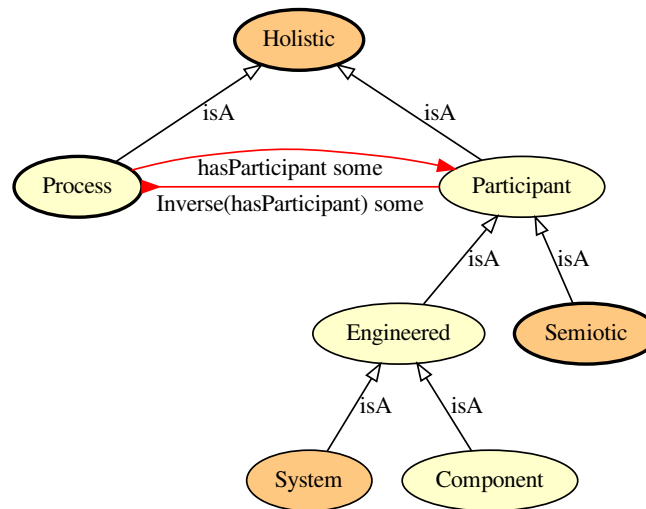 Holistic
isA
isA
hasParticipant some
Process
Participant
Inverse(hasParticipant) some
isA
isA
Engineered
Semiotic
isA
isA
System
Component